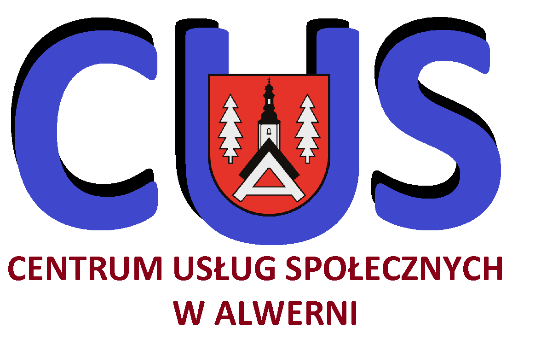 CUS
CENTRUM USŁUG SPOŁECZNYCH
W ALWERNI